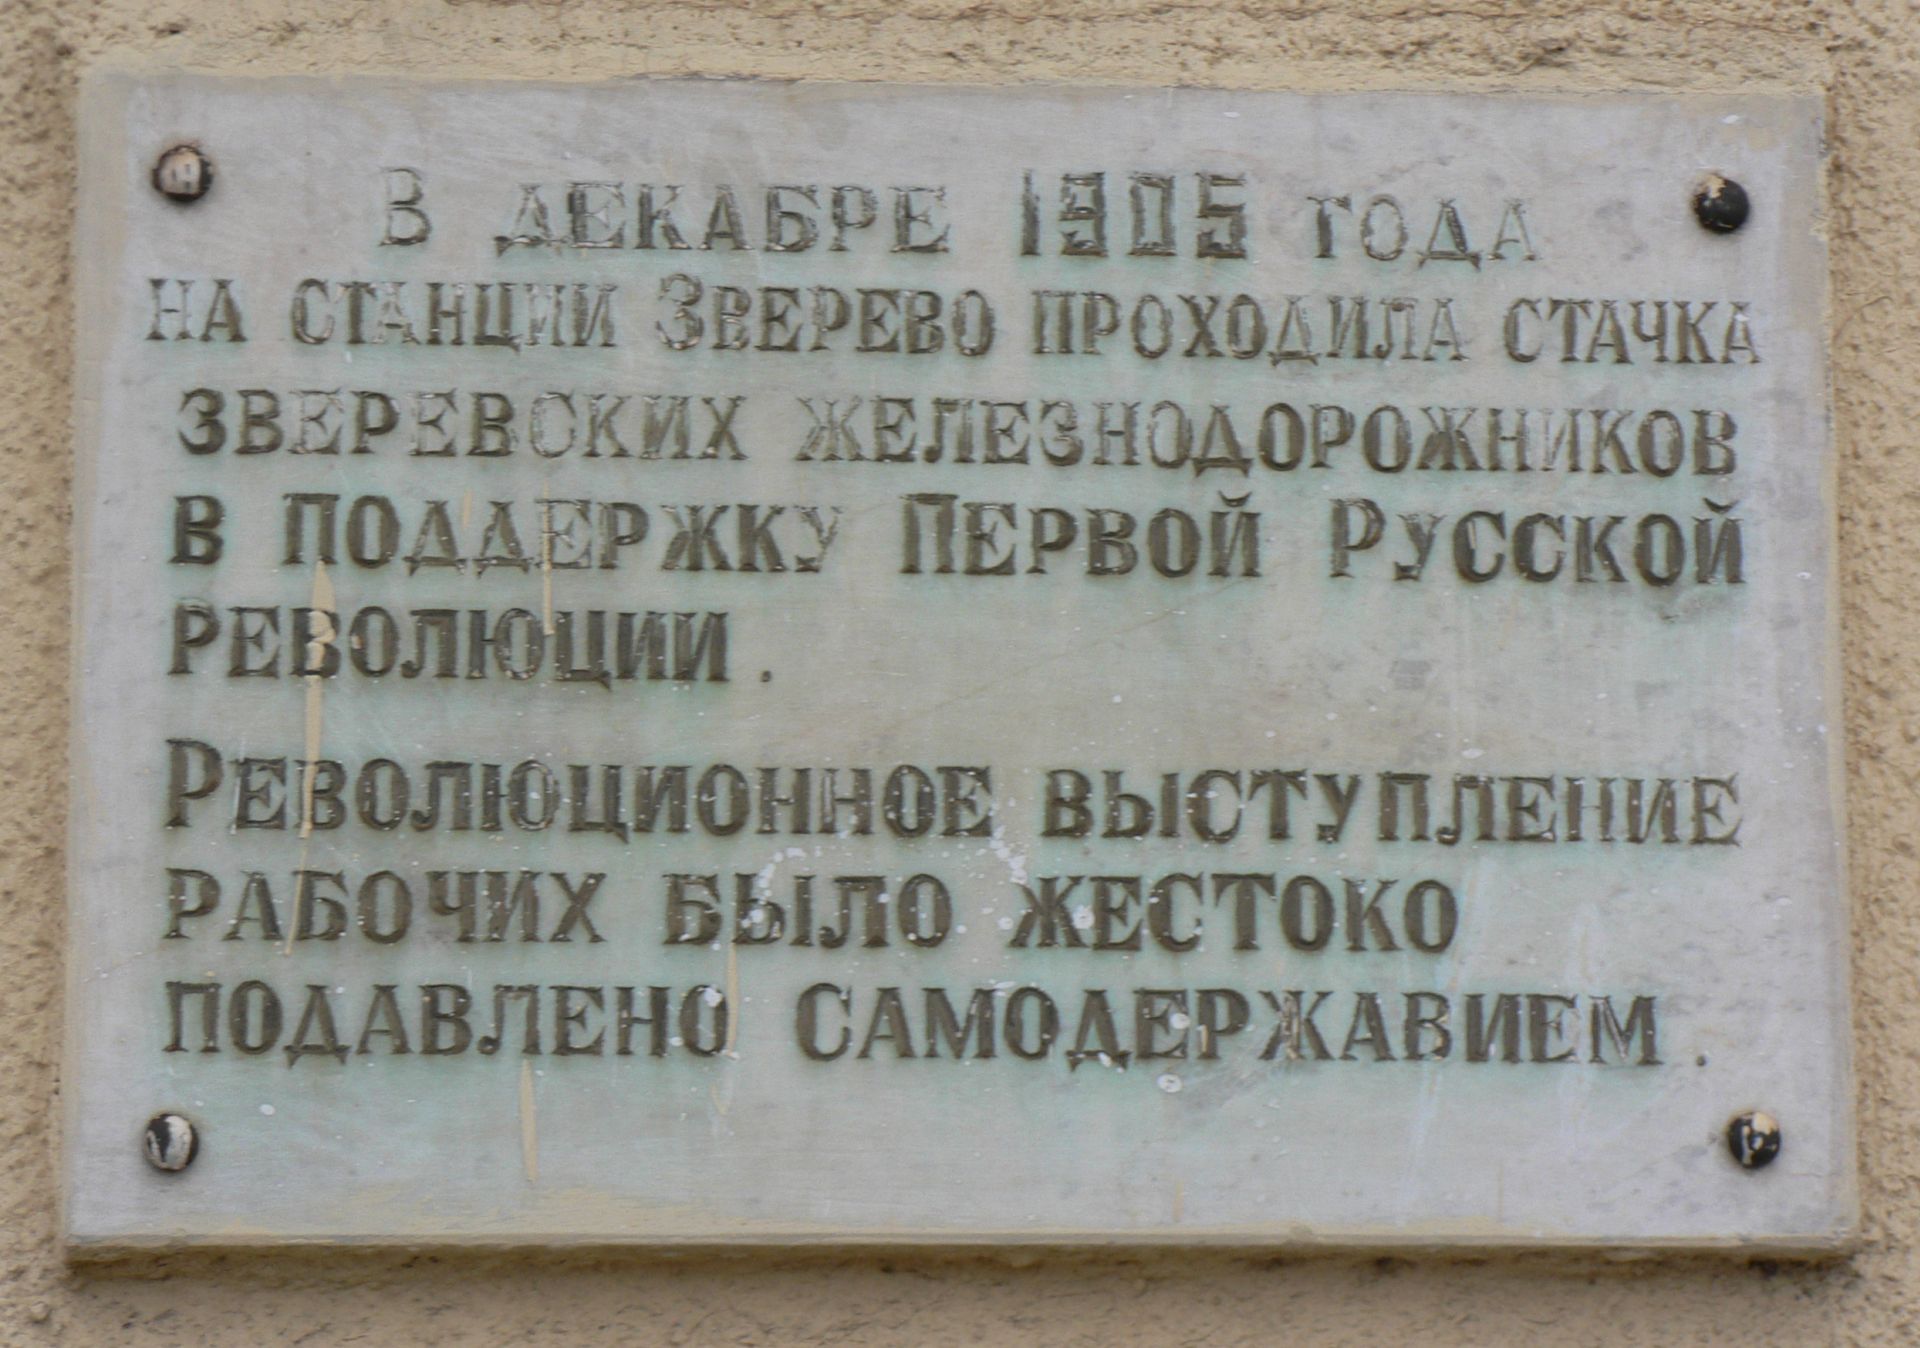 В ДЕКАБРЕ 1905 ГОДА
НА СТАНЦИИ ЗВЕРЕВО ПРОХОДИЛА СТАЧКА
ЗВЕРЕВСКИХ ЖЕЛЕЗНОДОРОЖНИКОВ
В ПОДДЕРЖКУ ПЕРВОЙ РУССКОЙ
РЕВОЛЮЦИИ.
РЕВОЛЮЦИОННОЕ ВЫСТУПЛЕНИЕ
РАБОЧИХ БЫЛО ЖЕСТОКО
ПОДАВЛЕНО САМОДЕРЖАВИЕМ.